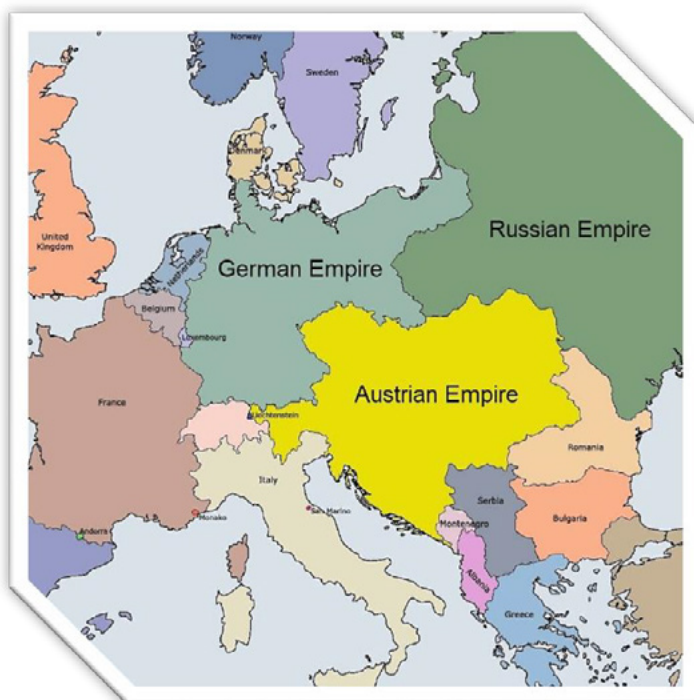 Norway
Sweden
Denmark
United
Kingdom
Netherlands
Russian Empire
German Empire
Belgium
Luxembourg
France
Austrian Empire
Liechtenstein
Romania
Italy
Serbia
San Marino
Monako
Bulgaria
Montenegro
Andorra
Albania
Greece